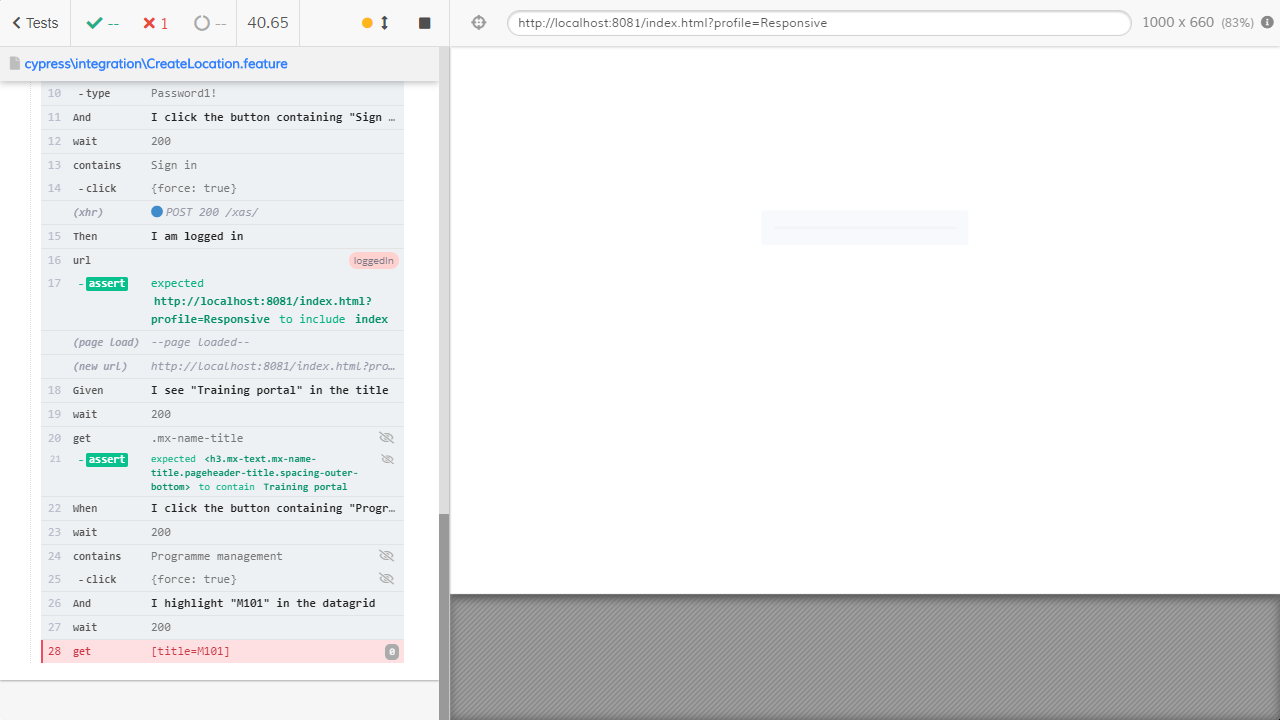 Tests -- 1 -- 40.65
http://localhost:8081/index.html?profile=Responsive 1000 x 660 (83%)
cypress\integration\CreateLocation.feature
10 -type Password1!
11 And I click the button containing "Sign …
12 wait 200
13 contains Sign in
14 -click {force: true}
(xhr) POST 200 /xas/
15 Then I am logged in
16 url loggedIn
17 -assert expected
http://localhost:8081/index.html?
profile=Responsive to include index
(page load) --page loaded--
(new url) http://localhost:8081/index.html?pro…
18 Given I see "Training portal" in the title
19 wait 200
20 get .mx-name-title
21 -assert expected <h3.mx-text.mx-name-
title.pageheader-title.spacing-outer-
bottom> to contain Training portal
22 When I click the button containing "Progr…
23 wait 200
24 contains Programme management
25 -click {force: true}
26 And I highlight "M101" in the datagrid
27 wait 200
28 get [title=M101] 0